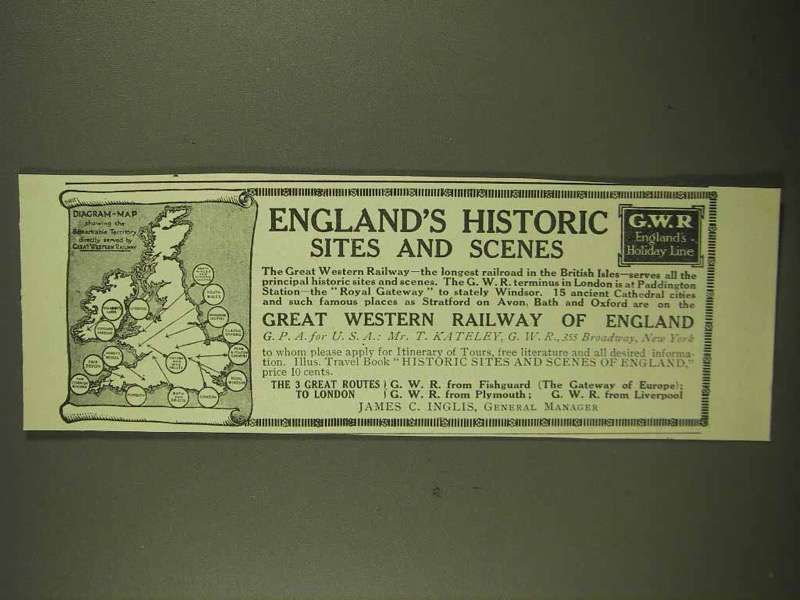 DIAGRAM-MAP
showing the
Remarkable Territory
directly served by
GREAT WESTERN RAILWAY
ENGLAND'S HISTORIC
SITES AND SCENES
G.W.R
England's
Holiday Line
The Great Western Railway—the longest railroad in the British Isles—serves all the
principal historic sites and scenes. The G. W. R. terminus in London is at Paddington
Station—the "Royal Gateway" to stately Windsor. 15 ancient Cathedral cities
and such famous places as Stratford on Avon, Bath and Oxford are on the
GREAT WESTERN RAILWAY OF ENGLAND
G. P. A. for U. S. A.: Mr. T. KATELEY, G. W. R., 355 Broadway, New York
to whom please apply for Itinerary of Tours, free literature and all desired informa-
tion. Illus. Travel Book "HISTORIC SITES AND SCENES OF ENGLAND,"
price 10 cents.
THE 3 GREAT ROUTES
TO LONDON
G. W. R. from Fishguard (The Gateway of Europe);
G. W. R. from Plymouth; G. W. R. from Liverpool
JAMES C. INGLIS, GENERAL MANAGER